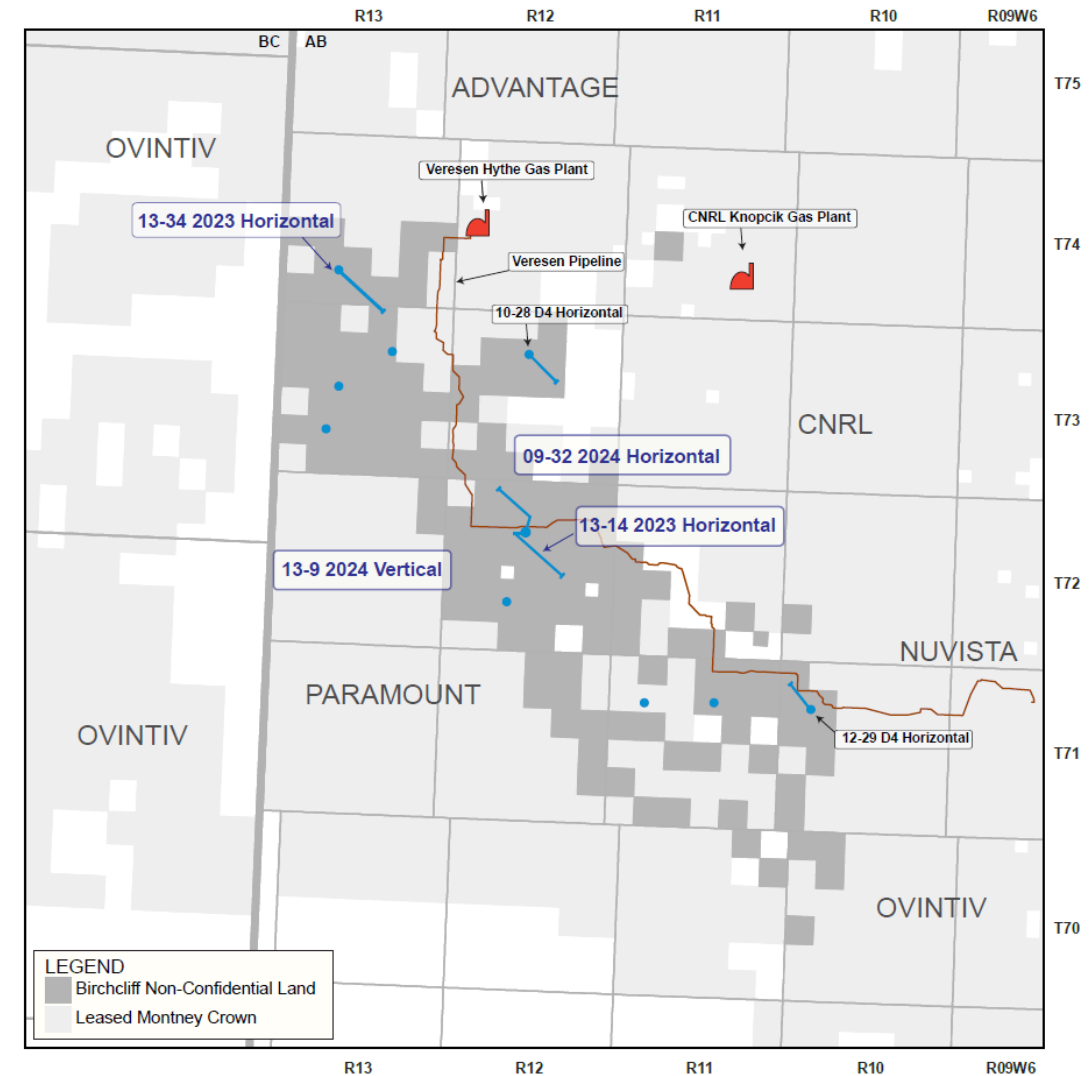 R13
R12
R11
R10
R09W6
BC
AB
ADVANTAGE
T75
OVINTIV
Veresen Hythe Gas Plant
13-34 2023 Horizontal
CNRL Knopcik Gas Plant
T74
Veresen Pipeline
10-28 D4 Horizontal
CNRL
T73
09-32 2024 Horizontal
13-14 2023 Horizontal
13-9 2024 Vertical
T72
NUVISTA
PARAMOUNT
OVINTIV
12-29 D4 Horizontal
T71
OVINTIV
T70
LEGEND
Birchcliff Non-Confidential Land
Leased Montney Crown
R13
R12
R11
R10
R09W6